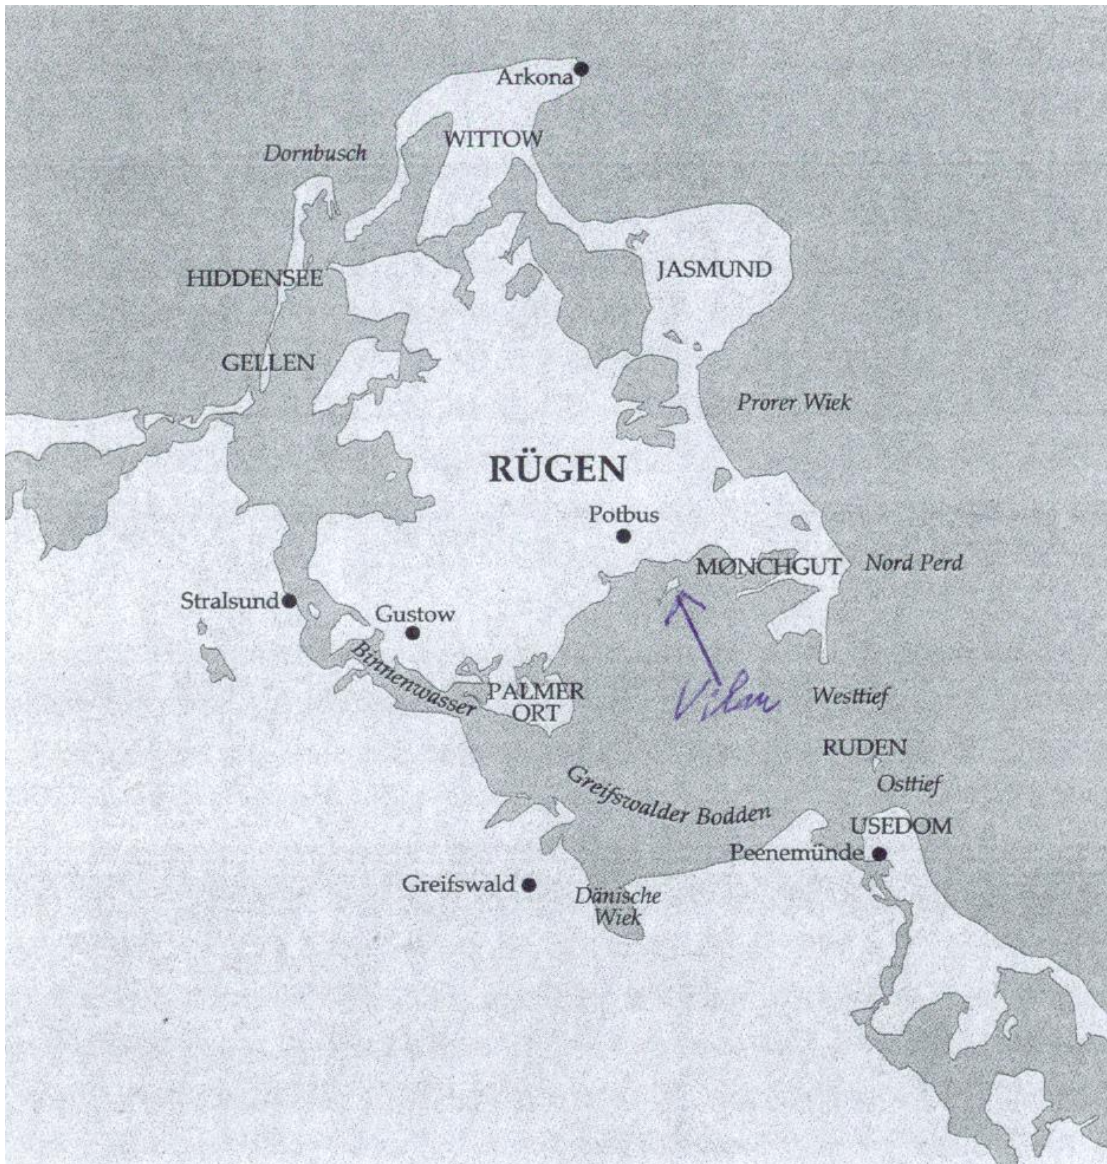 Arkona
WITTOW
Dornbusch
HIDDENSEE
JASMUND
GELLEN
Prorer Wiek
RÜGEN
Potbus
MØNCHGUT
Nord Perd
Stralsund
Gustow
Binnenwasser
PALMER
ORT
Vilm
Westtief
RUDEN
Osttief
Greifswalder Bodden
USEDOM
Peenemünde
Greifswald
Dänische
Wiek